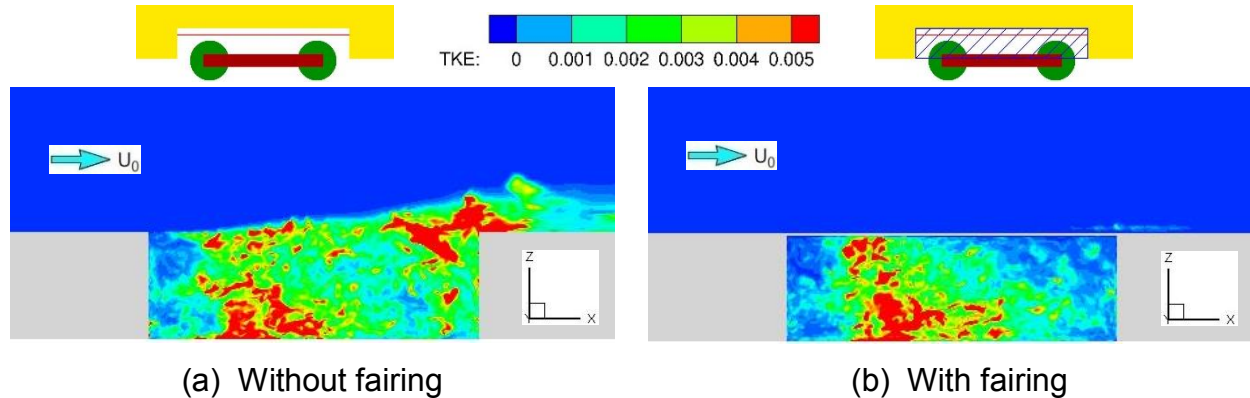 TKE: 0 0.001 0.002 0.003 0.004 0.005
U0
U0
Z
Y X
Z
Y X
(a) Without fairing
(b) With fairing